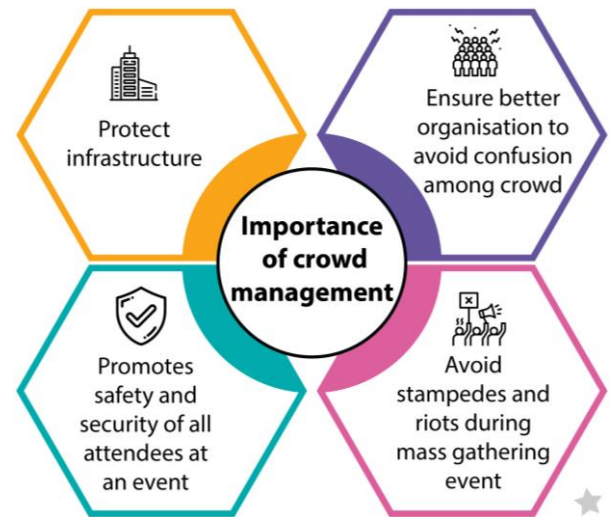 Protect
infrastructure
Ensure better
organisation to
avoid confusion
among crowd
Importance
of crowd
management
Promotes
safety and
security of all
attendees at
an event
Avoid
stampedes and
riots during
mass gathering
event